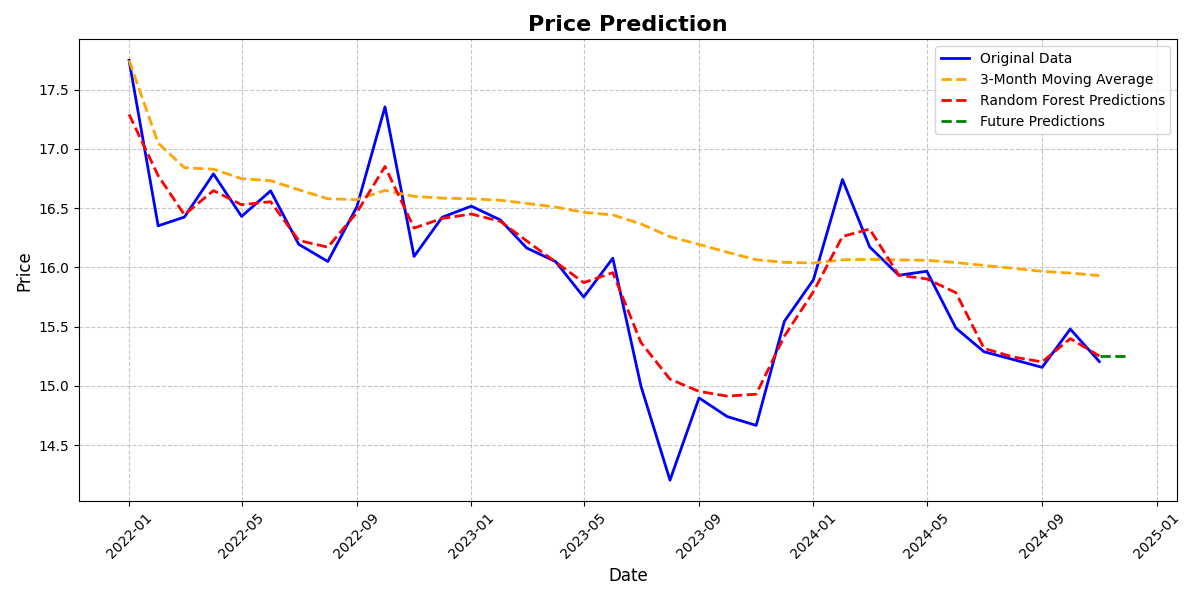 Price Prediction
Original Data
3-Month Moving Average
Random Forest Predictions
Future Predictions
Price
17.5
17.0
16.5
16.0
15.5
15.0
14.5
2022-01
2022-05
2022-09
2023-01
2023-05
2023-09
2024-01
2024-05
2024-09
2025-01
Date